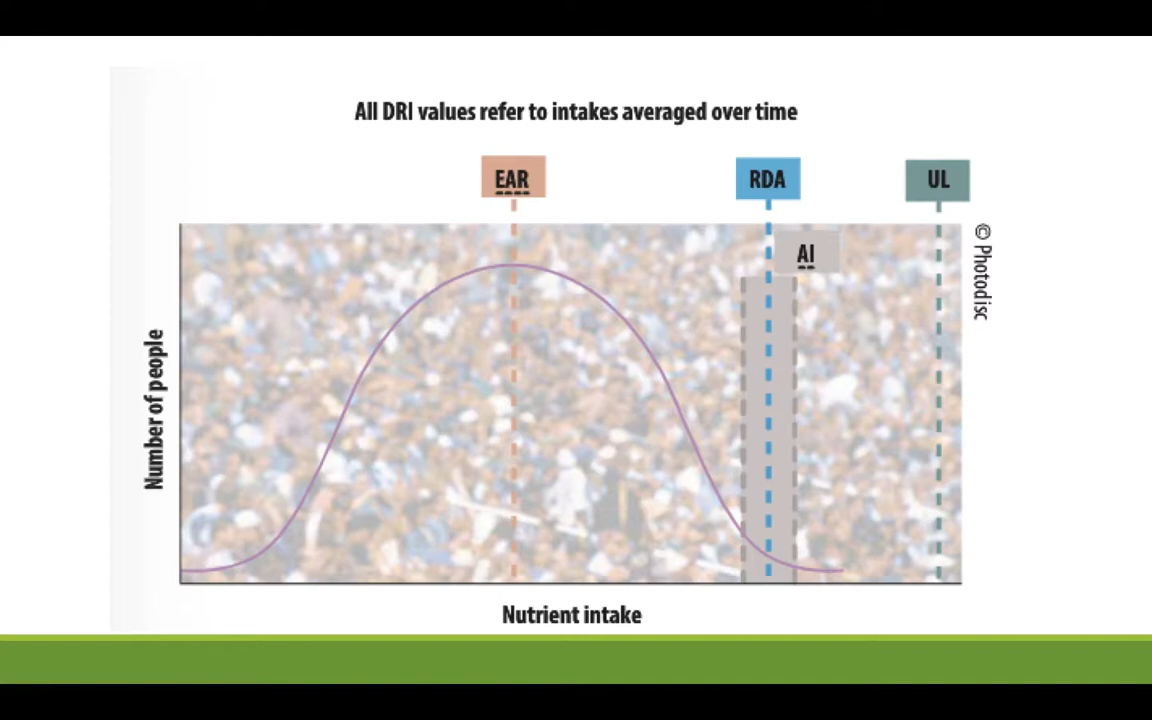 All DRI values refer to intakes averaged over time
EAR
RDA
UL
AI
© Photodisc
Number of people
Nutrient intake